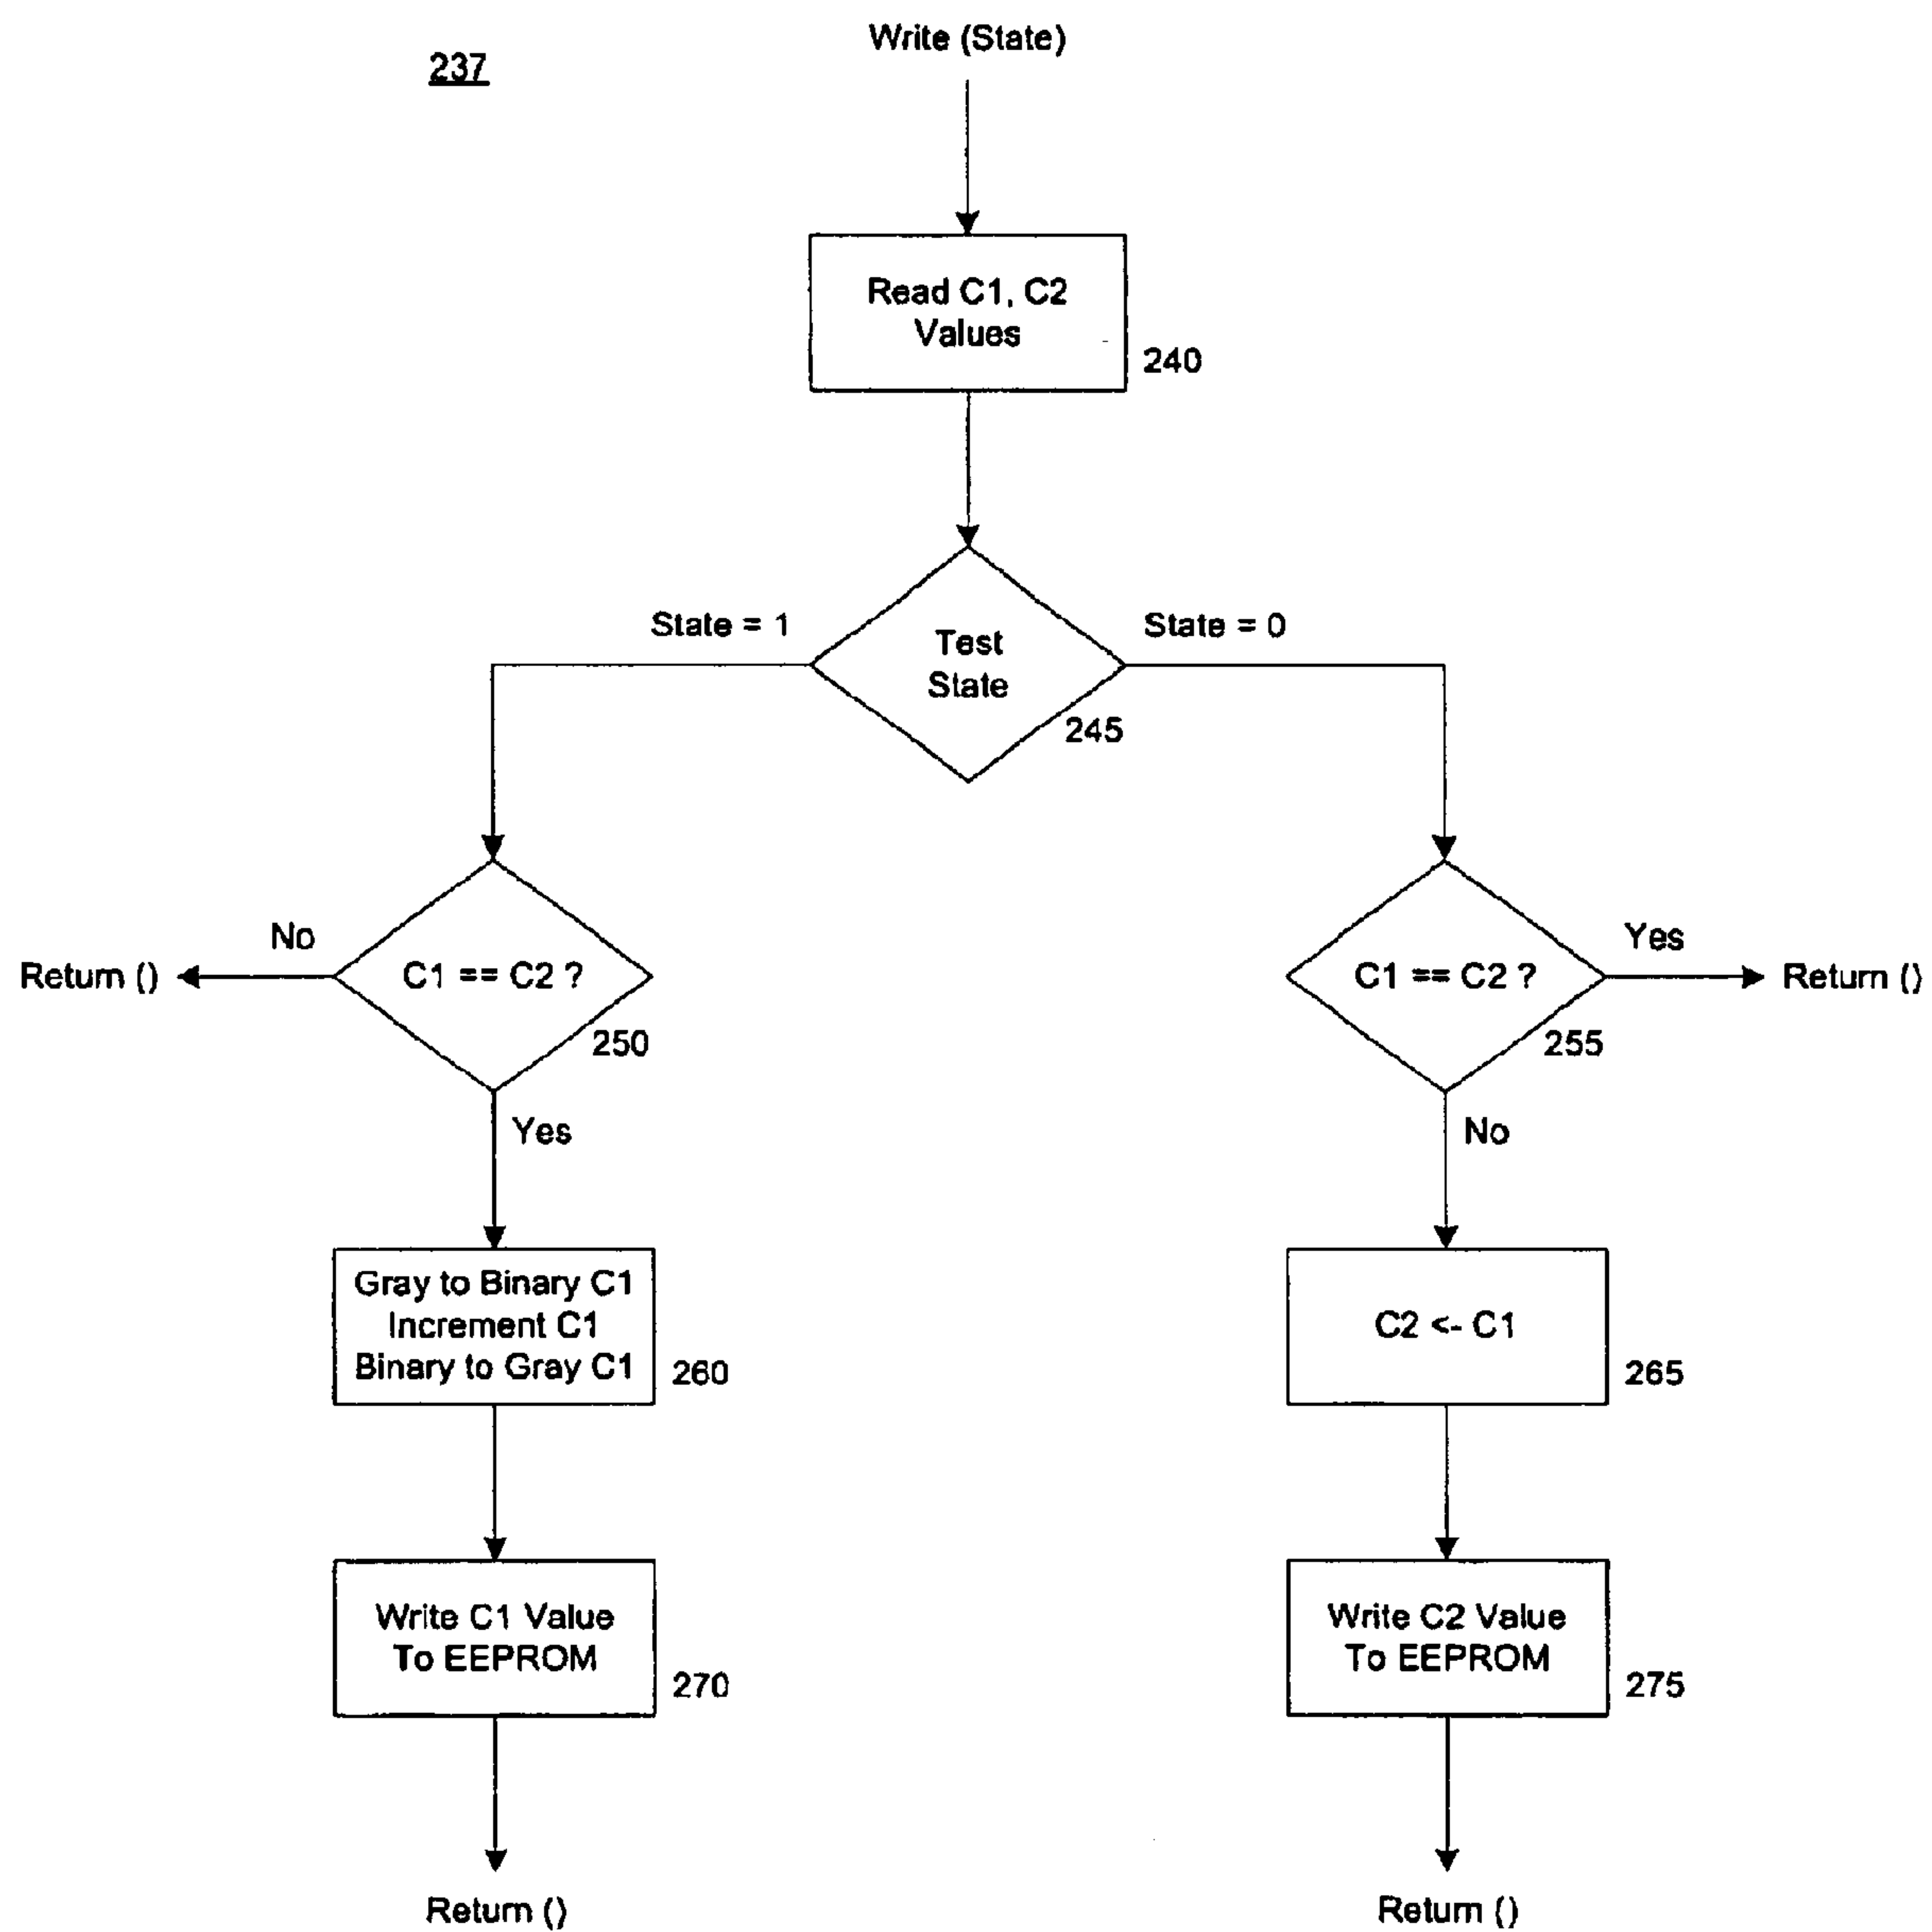 237
Write (State)
Read C1, C2
Values
240
State = 1
Test
State
State = 0
245
No
Return ()
C1 == C2 ?
250
Yes
C1 == C2 ?
Yes
Return ()
255
No
Gray to Binary C1
Increment C1
Binary to Gray C1
260
C2 <- C1
265
Write C1 Value
To EEPROM
270
Write C2 Value
To EEPROM
275
Return ()
Return ()